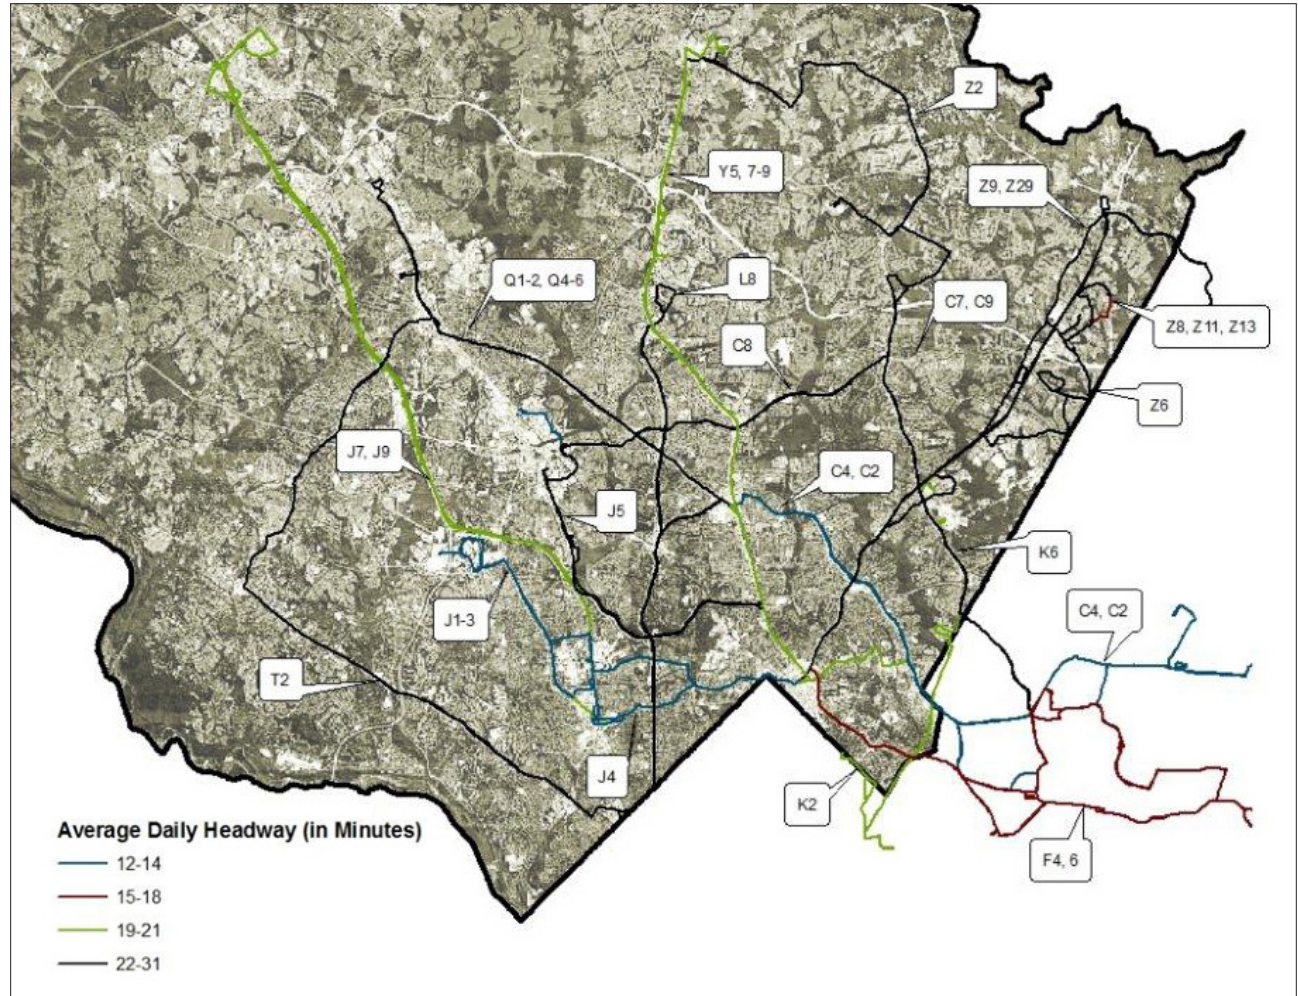 Z2
Y5, 7-9
Z9, Z29
Q1-2, Q4-6
L8
C7, C9
Z8, Z11, Z13
C8
Z6
J7, J9
C4, C2
J5
K6
J1-3
C4, C2
T2
J4
K2
F4, 6
Average Daily Headway (in Minutes)
12-14
15-18
19-21
22-31